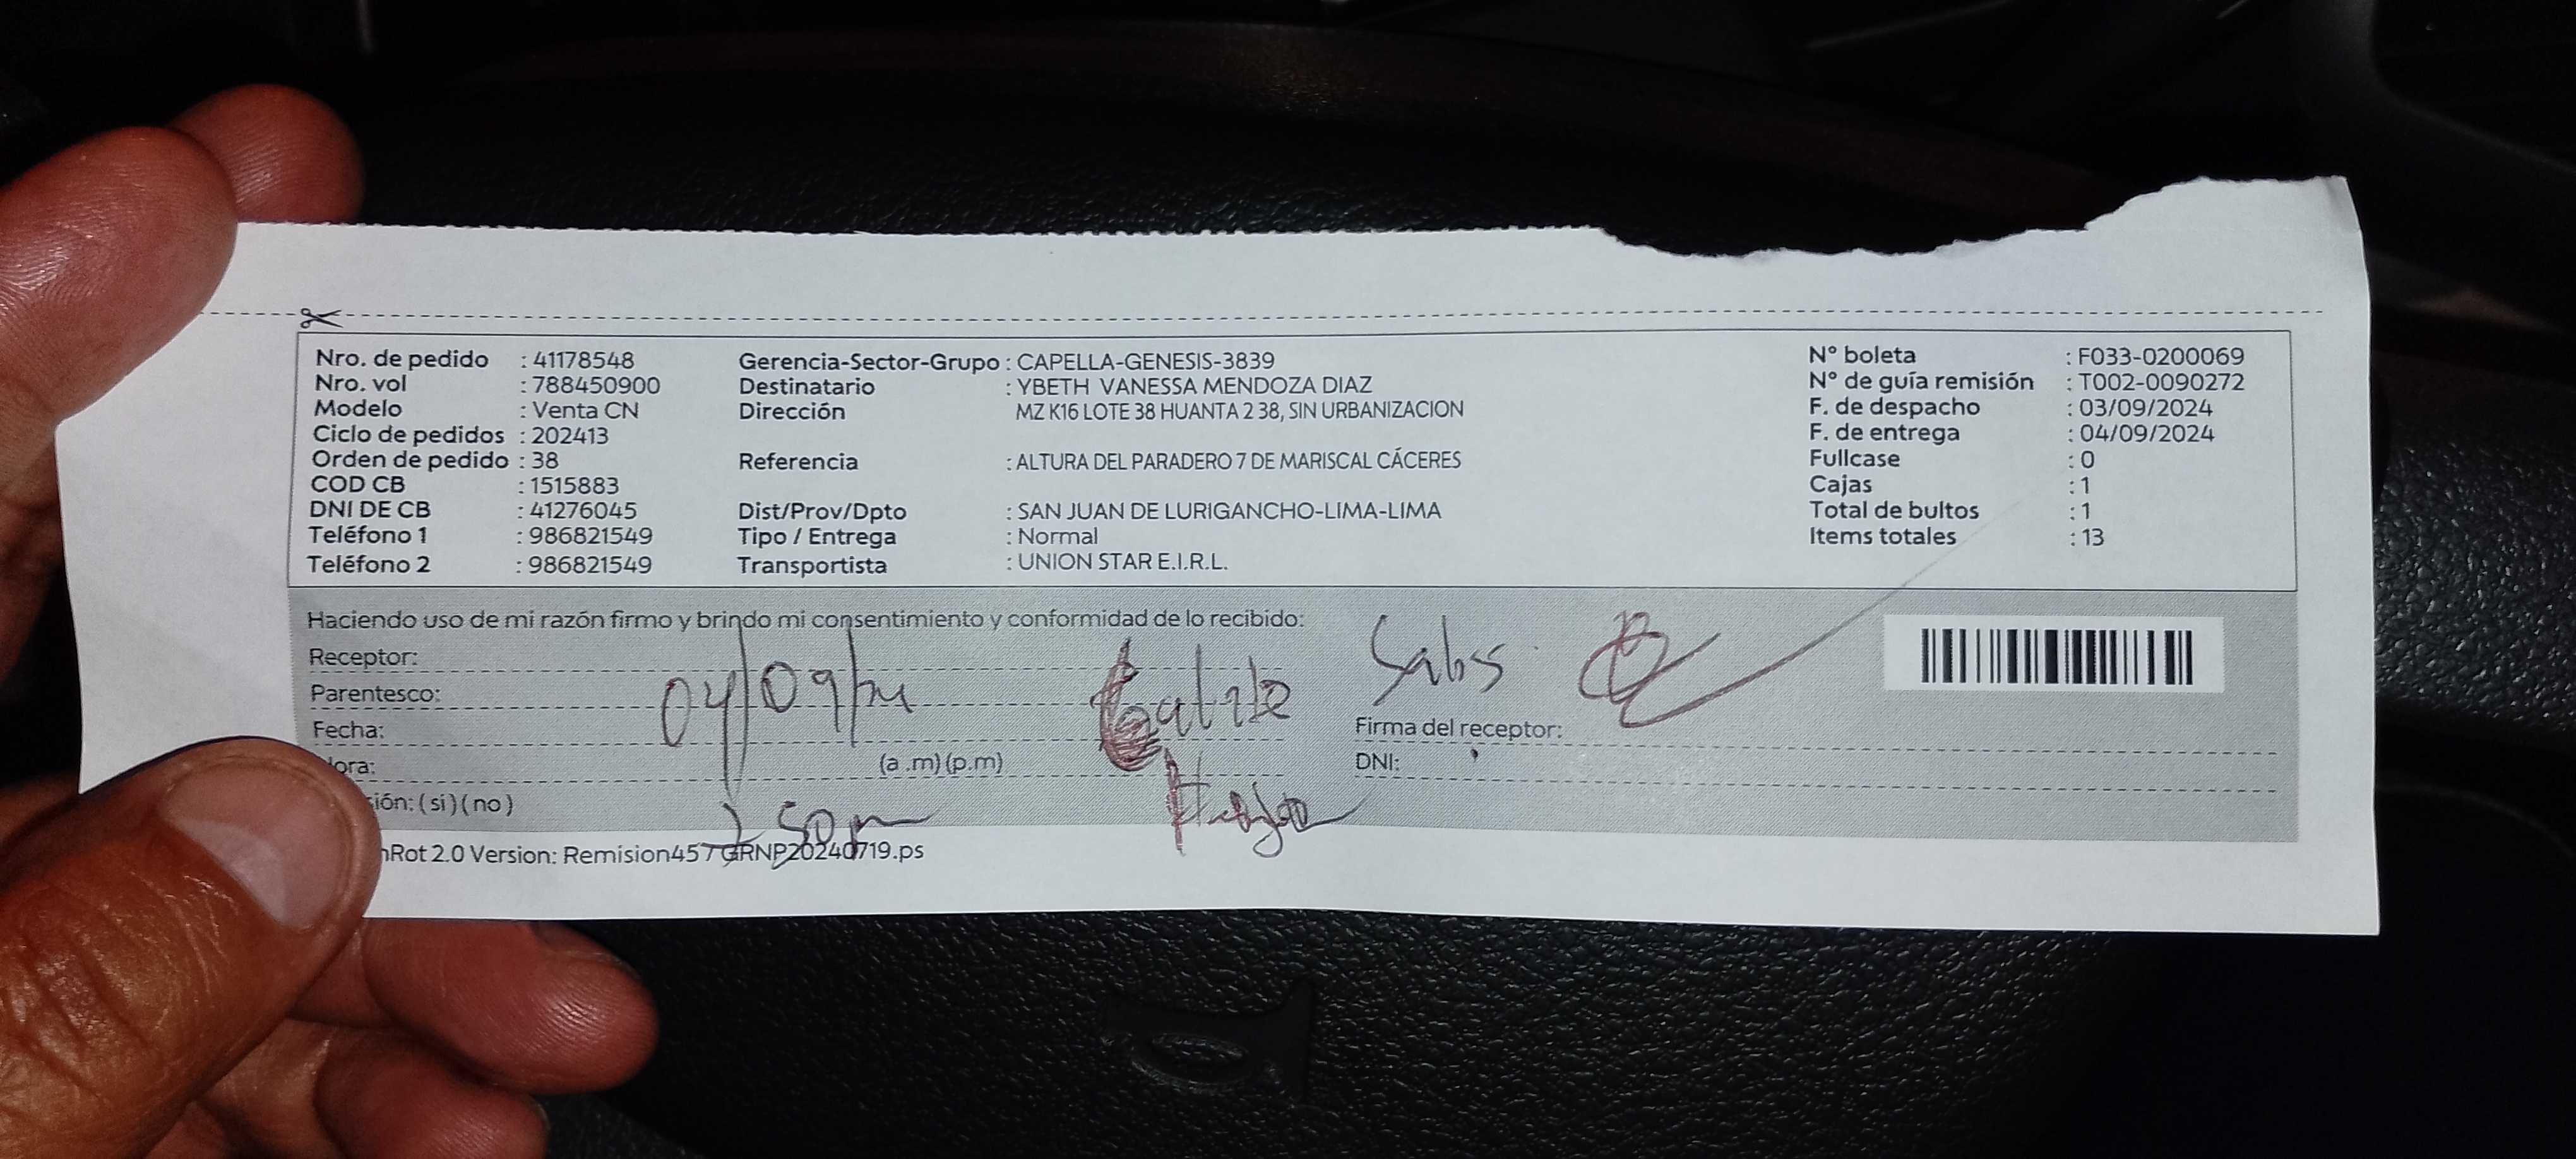 Nro. de pedido : 41178548
Nro. vol : 788450900
Modelo : Venta CN
Ciclo de pedidos : 202413
Orden de pedido : 38
COD CB : 1515883
DNI DE CB : 41276045
Teléfono 1 : 986821549
Teléfono 2 : 986821549
Gerencia-Sector-Grupo : CAPELLA-GENESIS-3839
Destinatario : YBETH VANESSA MENDOZA DIAZ
Dirección MZ K16 LOTE 38 HUANTA 2 38, SIN URBANIZACION
Referencia : ALTURA DEL PARADERO 7 DE MARISCAL CÁCERES
Dist/Prov/Dpto : SAN JUAN DE LURIGANCHO-LIMA-LIMA
Tipo / Entrega : Normal
Transportista : UNION STAR E.I.R.L.
N° boleta : F033-0200069
N° de guía remisión : T002-0090272
F. de despacho : 03/09/2024
F. de entrega : 04/09/2024
Fullcase : 0
Cajas : 1
Total de bultos : 1
Items totales : 13
Haciendo uso de mi razón firmo y brindo mi consentimiento y conformidad de lo recibido:
Receptor:
Parentesco:
04/09/24
Fecha:
Firma del receptor:
ora: (a .m) (p.m)
DNI:
ión: ( si ) ( no )
50 pm
Rot 2.0 Version: Remision45 / GRNP20240719.ps